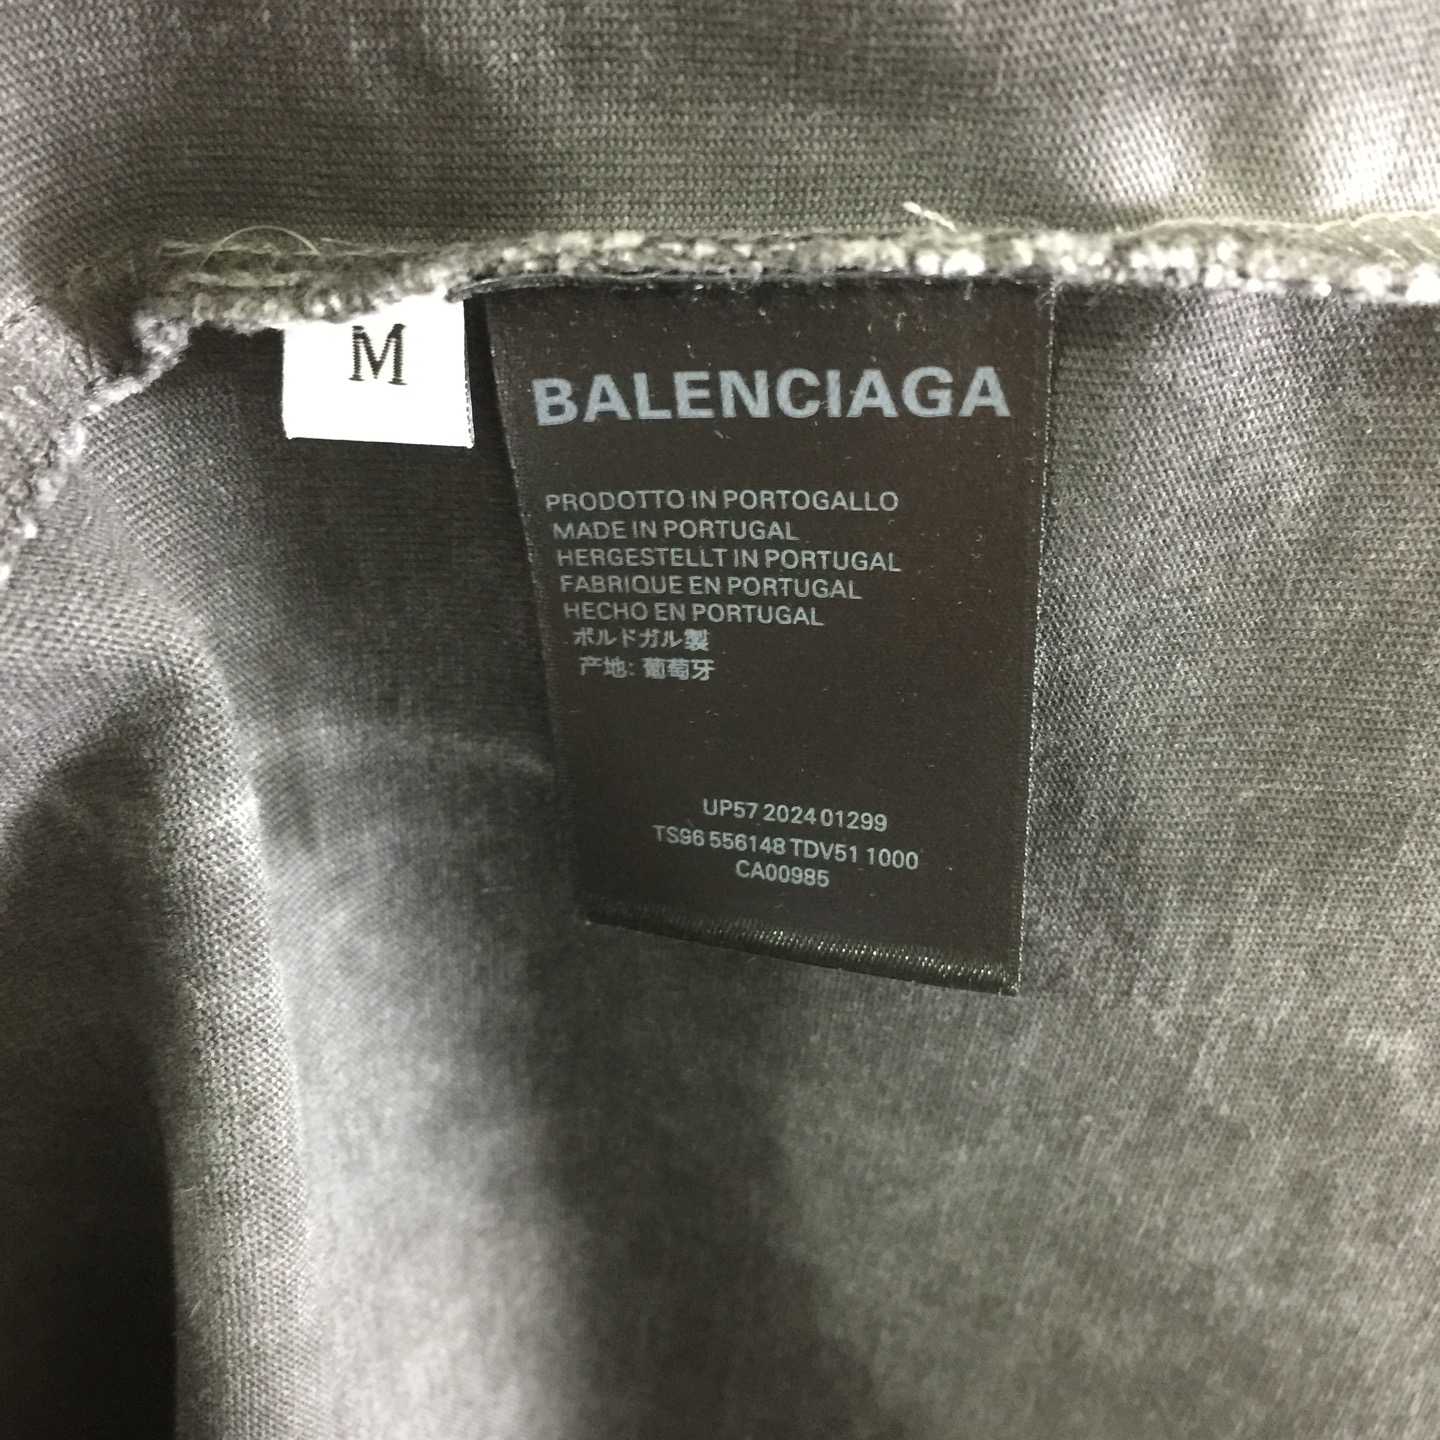 M
BALENCIAGA
PRODOTTO IN PORTOGALLO
MADE IN PORTUGAL
HERGESTELLT IN PORTUGAL
FABRIQUE EN PORTUGAL
HECHO EN PORTUGAL
ボルドガル製
产地: 葡萄牙
UP57 2024 01299
TS96 556148 TDV51 1000
CA00985